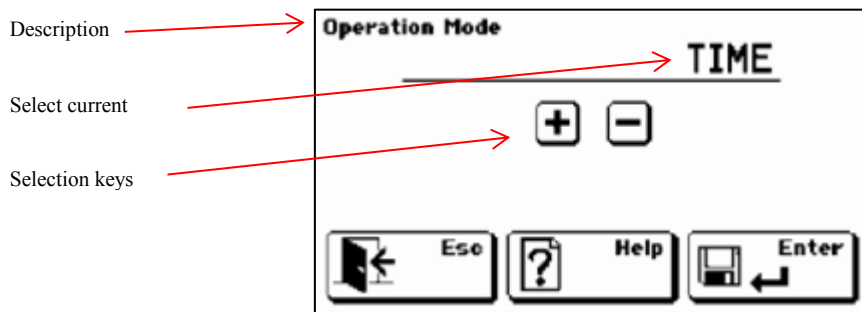 Description
Operation Mode
TIME
Select current
+ -
Selection keys
Esc
?
Help
Enter